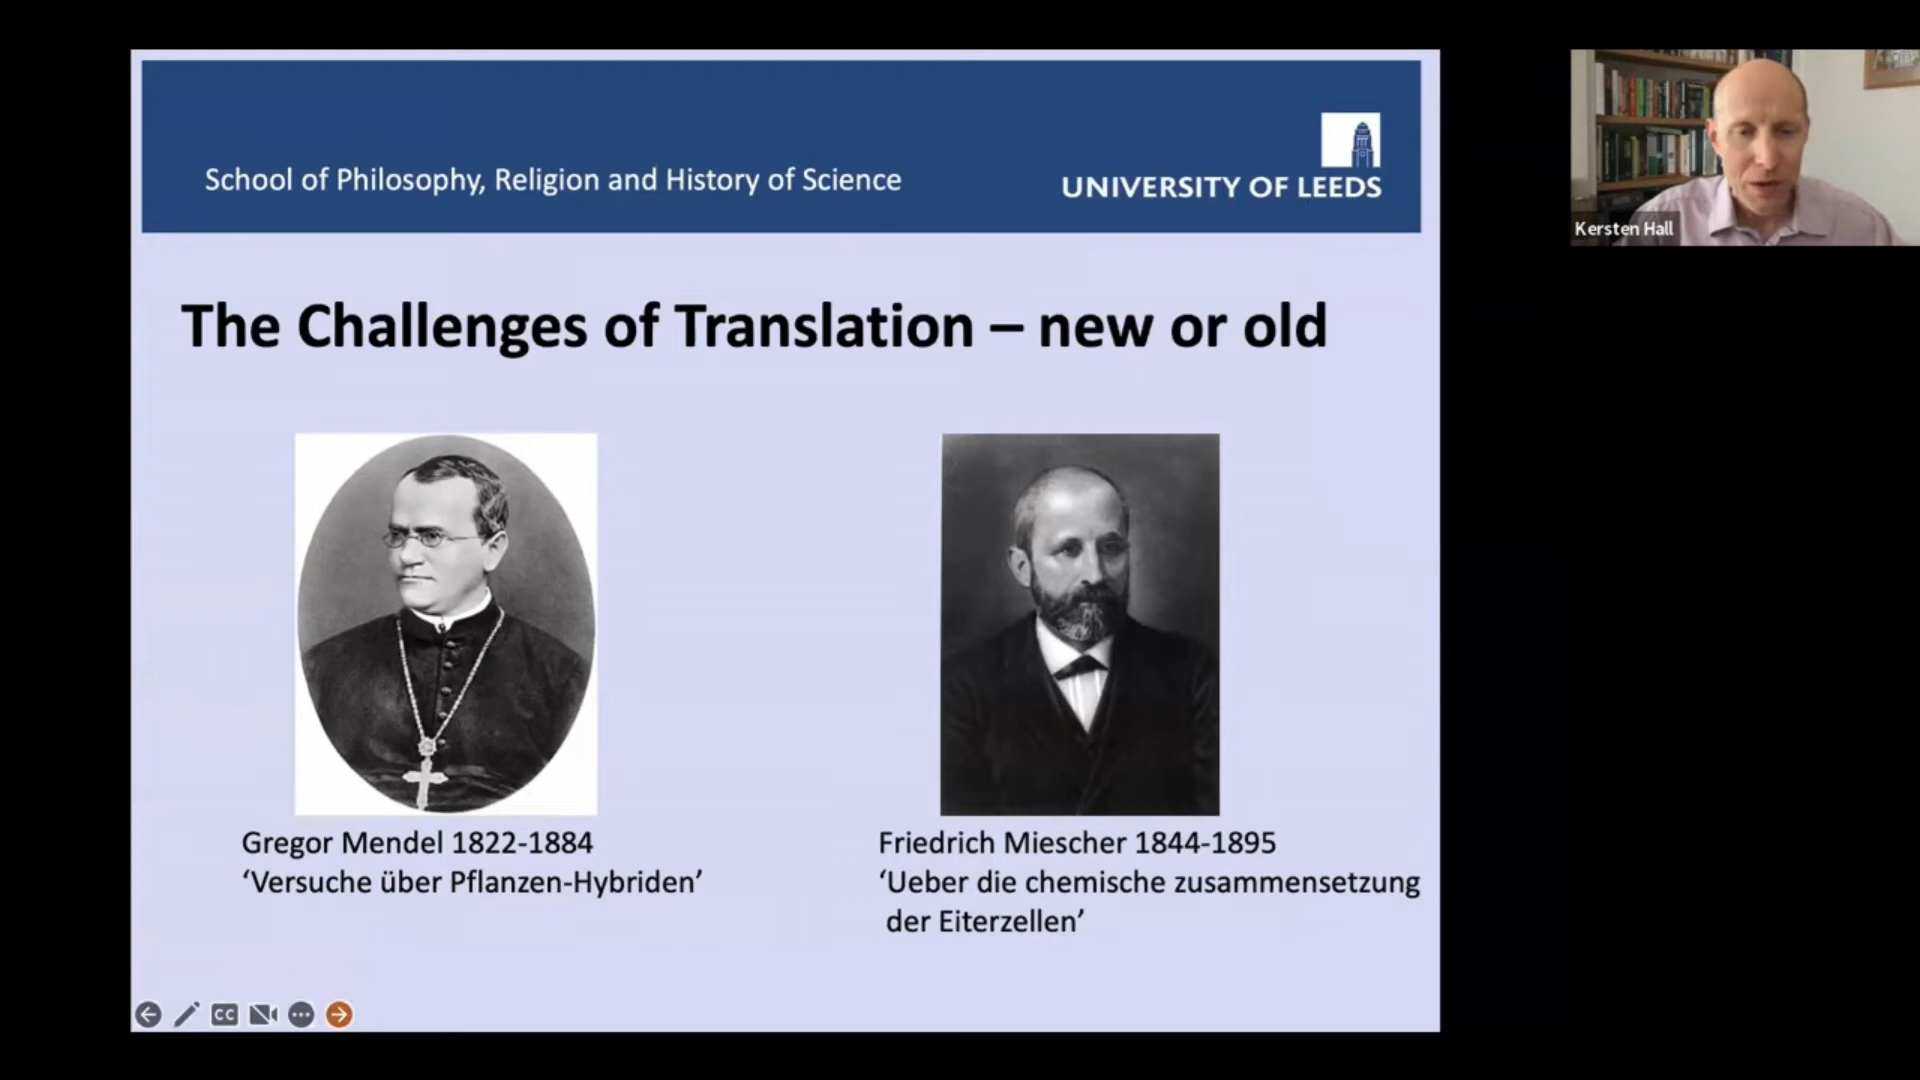 School of Philosophy, Religion and History of Science
UNIVERSITY OF LEEDS
The Challenges of Translation – new or old
Gregor Mendel 1822-1884
‘Versuche über Pflanzen-Hybriden’
Friedrich Miescher 1844-1895
‘Ueber die chemische zusammensetzung
der Eiterzellen’
CC
Kersten Hall